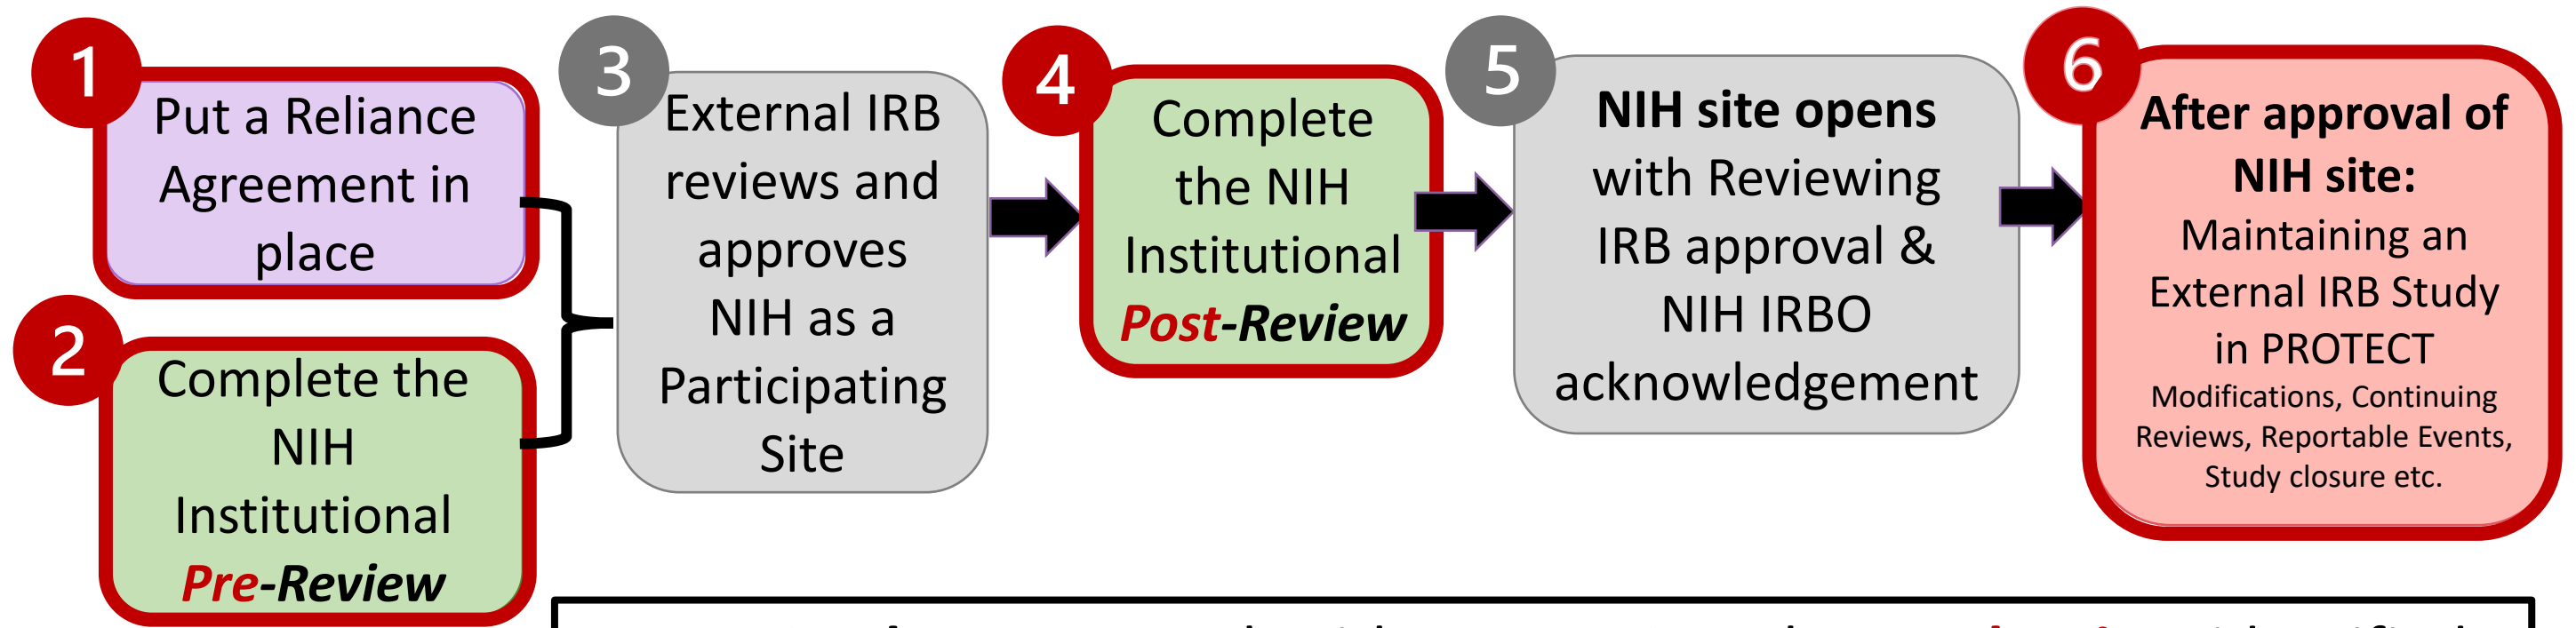 1
Put a Reliance
Agreement in
place
2
Complete the
NIH
Institutional
Pre-Review
3
External IRB
reviews and
approves
NIH as a
Participating
Site
4
Complete
the NIH
Institutional
Post-Review
5
NIH site opens
with Reviewing
IRB approval &
NIH IRBO
acknowledgement
6
After approval of
NIH site:
Maintaining an
External IRB Study
in PROTECT
Modifications, Continuing
Reviews, Reportable Events,
Study closure etc.